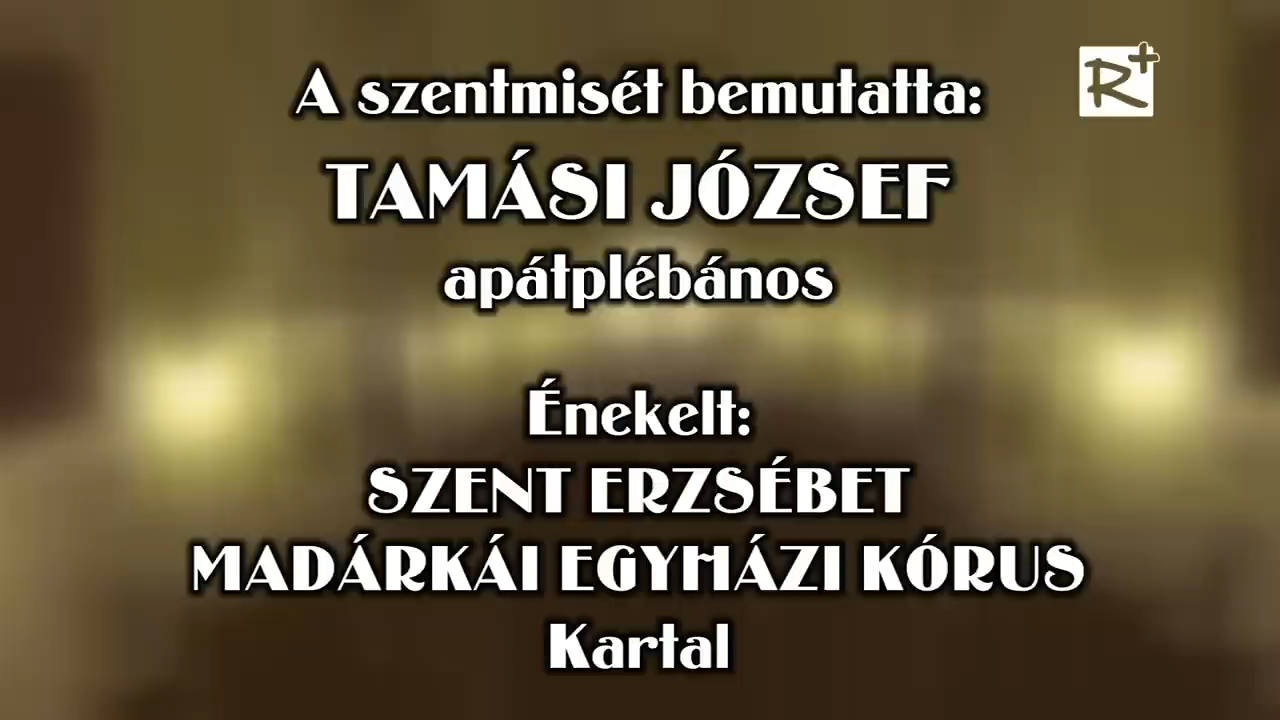 A szentmisét bemutatta:
R+
TAMÁSI JÓZSEF
apátplébános
Énekelt:
SZENT ERZSÉBET
MADÁRKÁI EGYHÁZI KÓRUS
Kartal